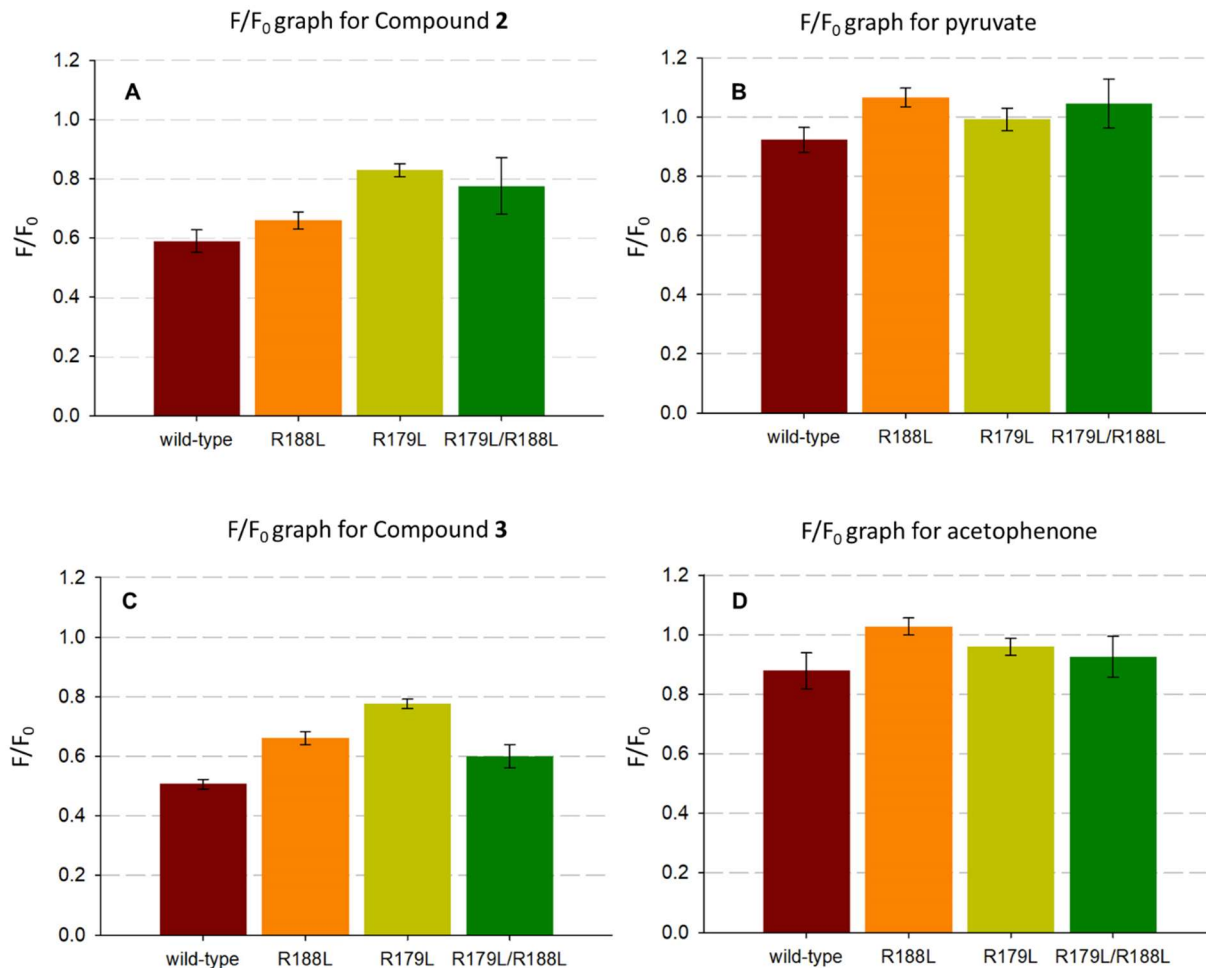 F/F0 graph for Compound 2
A
1.2
1.0
0.8
0.6
0.4
0.2
0.0
F/F0
wild-type R188L R179L R179L/R188L
F/F0 graph for pyruvate
B
1.2
1.0
0.8
0.6
0.4
0.2
0.0
F/F0
wild-type R188L R179L R179L/R188L
F/F0 graph for Compound 3
C
1.2
1.0
0.8
0.6
0.4
0.2
0.0
F/F0
wild-type R188L R179L R179L/R188L
F/F0 graph for acetophenone
D
1.2
1.0
0.8
0.6
0.4
0.2
0.0
F/F0
wild-type R188L R179L R179L/R188L